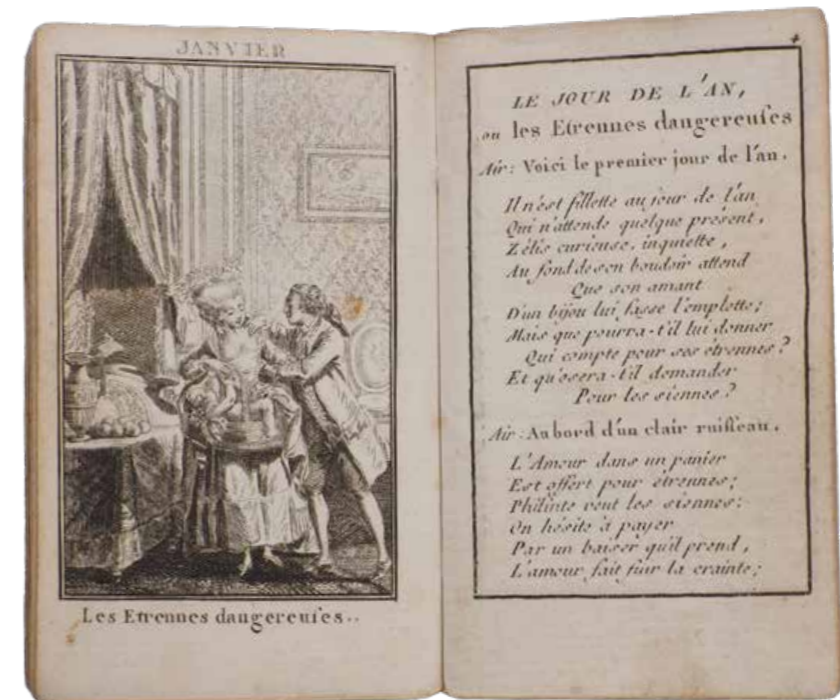 JANVIER
Les Etrennes dangereuſes..
4
LE JOUR DE L'AN,
ou les Etrennes dangereuſes
Air: Voici le premier jour de l'an.
Il n'est fillette au jour de l'an
Qui n'attende quelque présent,
Zélis curieuse, inquiette,
Au fond de son boudoir attend
Que son amant
D'un bijou lui fasse l'emplette;
Mais que pourra-t'il lui donner
Qui compte pour ses étrennes?
Et qu'osera-t'il demander
Pour les siennes?
Air: Au bord d'un clair ruiſſeau.
L'Amour dans un panier
Est offert pour étrennes;
Philinte veut les siennes:
On hésite à payer
Par un baiser qu'il prend,
L'amour fait fuir la crainte;